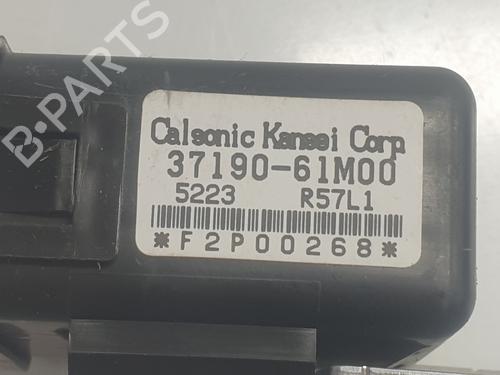 B-PARTS
Calsonic Kansei Corp
37190-61M00
5223 R57L1
*F2P00268*